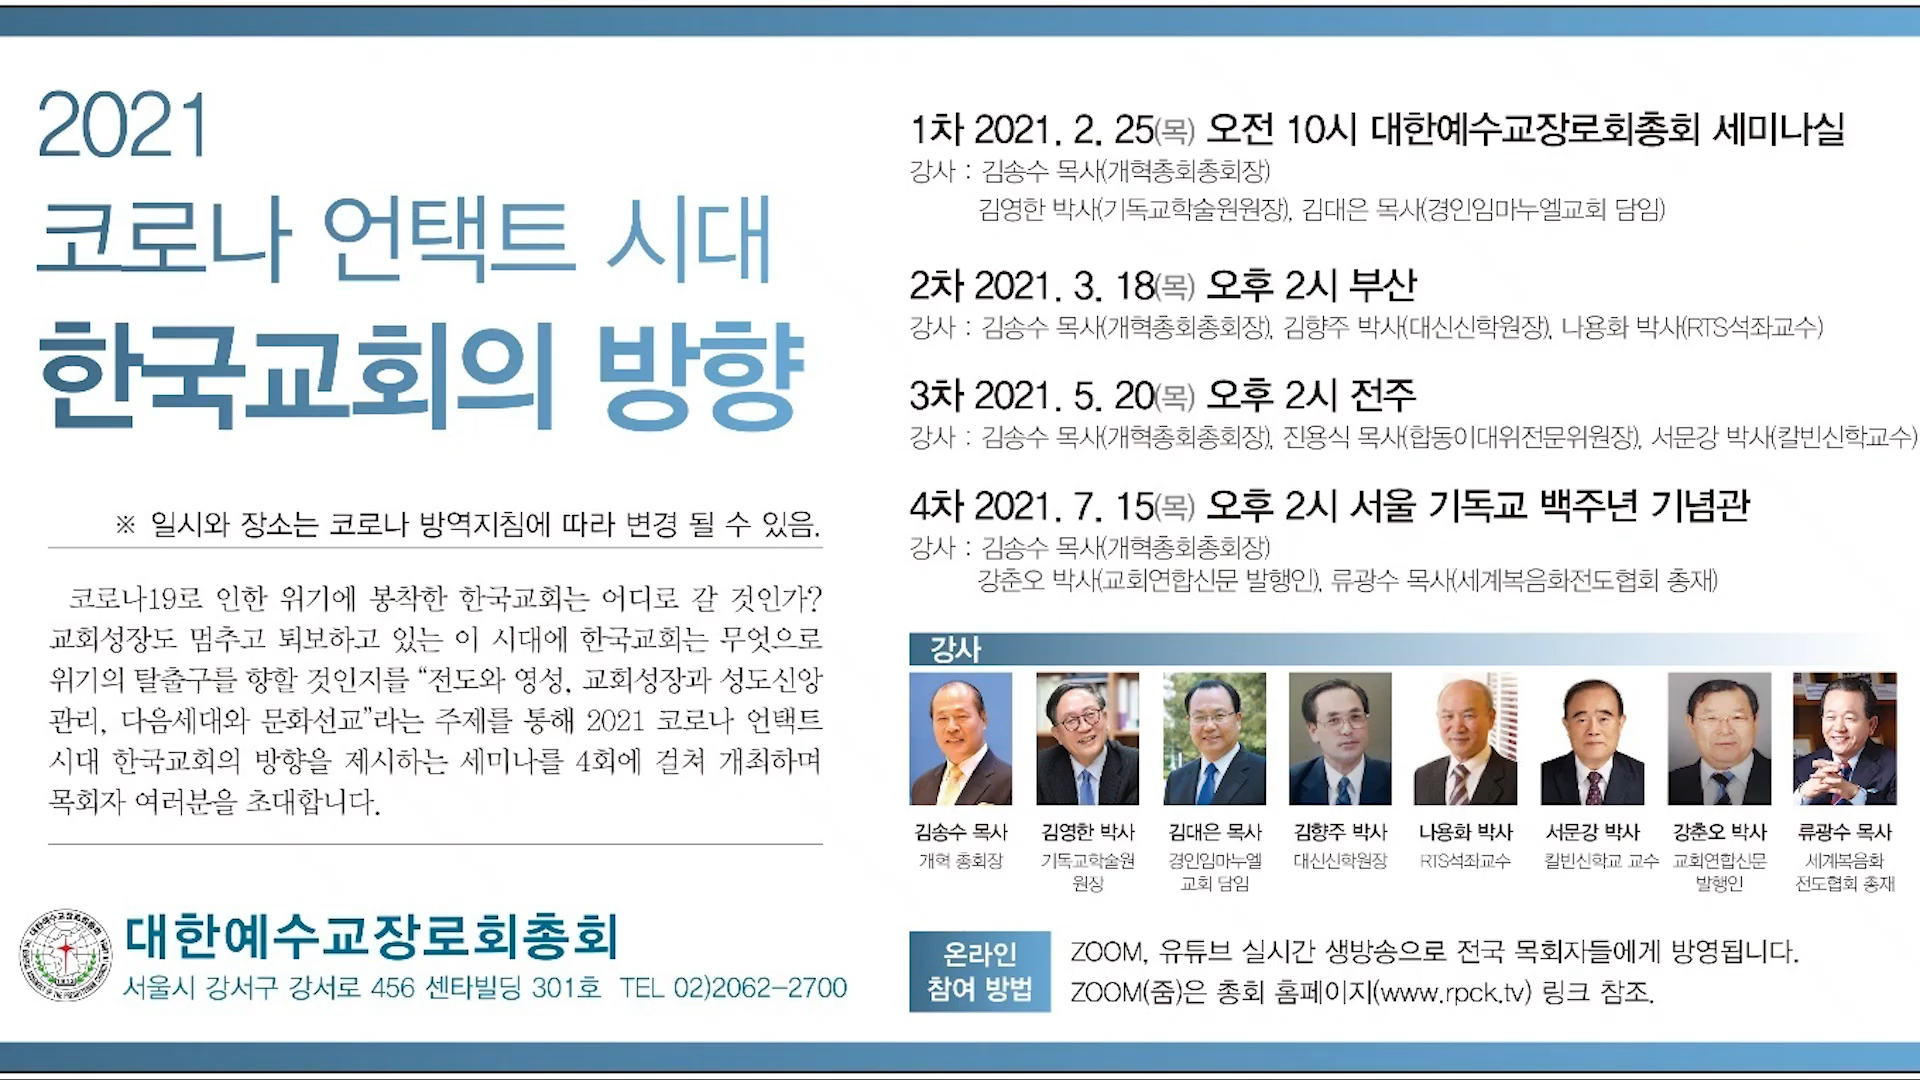 2021
코로나 언택트 시대
한국교회의 방향
※ 일시와 장소는 코로나 방역지침에 따라 변경 될 수 있음.
코로나19로 인한 위기에 봉착한 한국교회는 어디로 갈 것인가?
교회성장도 멈추고 퇴보하고 있는 이 시대에 한국교회는 무엇으로
위기의 탈출구를 향할 것인지를 “전도와 영성, 교회성장과 성도신앙
관리, 다음세대와 문화선교”라는 주제를 통해 2021 코로나 언택트
시대 한국교회의 방향을 제시하는 세미나를 4회에 걸쳐 개최하며
목회자 여러분을 초대합니다.
대한예수교장로회총회
서울시 강서구 강서로 456 센타빌딩 301호 TEL 02)2062-2700
1차 2021. 2. 25(목) 오전 10시 대한예수교장로회총회 세미나실
강사 : 김송수 목사(개혁총회총회장)
김영한 박사(기독교학술원원장), 김대은 목사(경인임마누엘교회 담임)
2차 2021. 3. 18(목) 오후 2시 부산
강사 : 김송수 목사(개혁총회총회장), 김향주 박사(대신신학원장), 나용화 박사(RTS석좌교수)
3차 2021. 5. 20(목) 오후 2시 전주
강사 : 김송수 목사(개혁총회총회장), 진용식 목사(합동이대위전문위원장), 서문강 박사(칼빈신학교수)
4차 2021. 7. 15(목) 오후 2시 서울 기독교 백주년 기념관
강사 : 김송수 목사(개혁총회총회장)
강춘오 박사(교회연합신문 발행인), 류광수 목사(세계복음화전도협회 총재)
강사
김송수 목사
개혁 총회장
김영한 박사
기독교학술원
원장
김대은 목사
경인임마누엘
교회 담임
김향주 박사
대신신학원장
나용화 박사
RTS석좌교수
서문강 박사
칼빈신학교 교수
강춘오 박사
교회연합신문
발행인
류광수 목사
세계복음화
전도협회 총재
온라인
참여 방법
ZOOM, 유튜브 실시간 생방송으로 전국 목회자들에게 방영됩니다.
ZOOM(줌)은 총회 홈페이지(www.rpck.tv) 링크 참조.